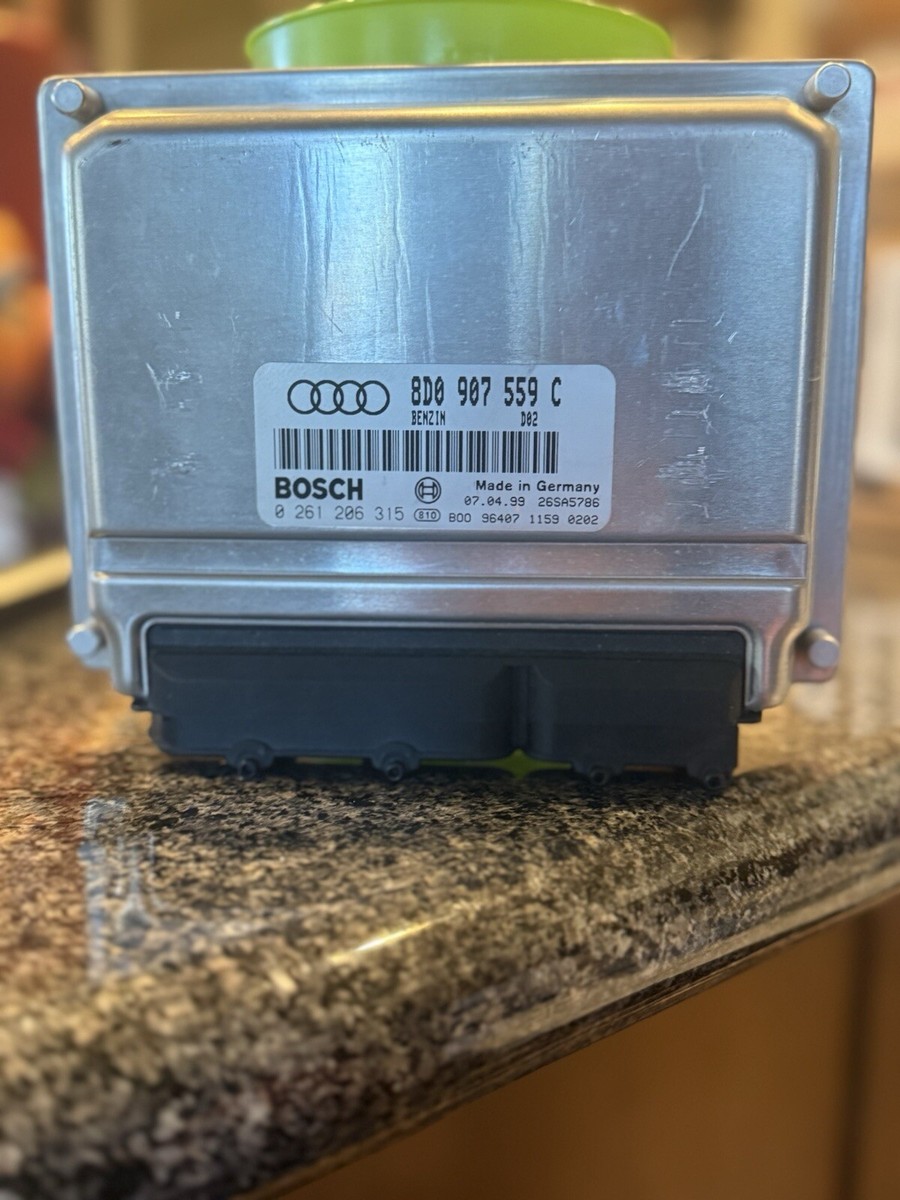 8D0 907 559 C
BENZIN D02
BOSCH Made in Germany
07.04.99 26SA5786
0 261 206 315 810 B00 96407 1159 0202